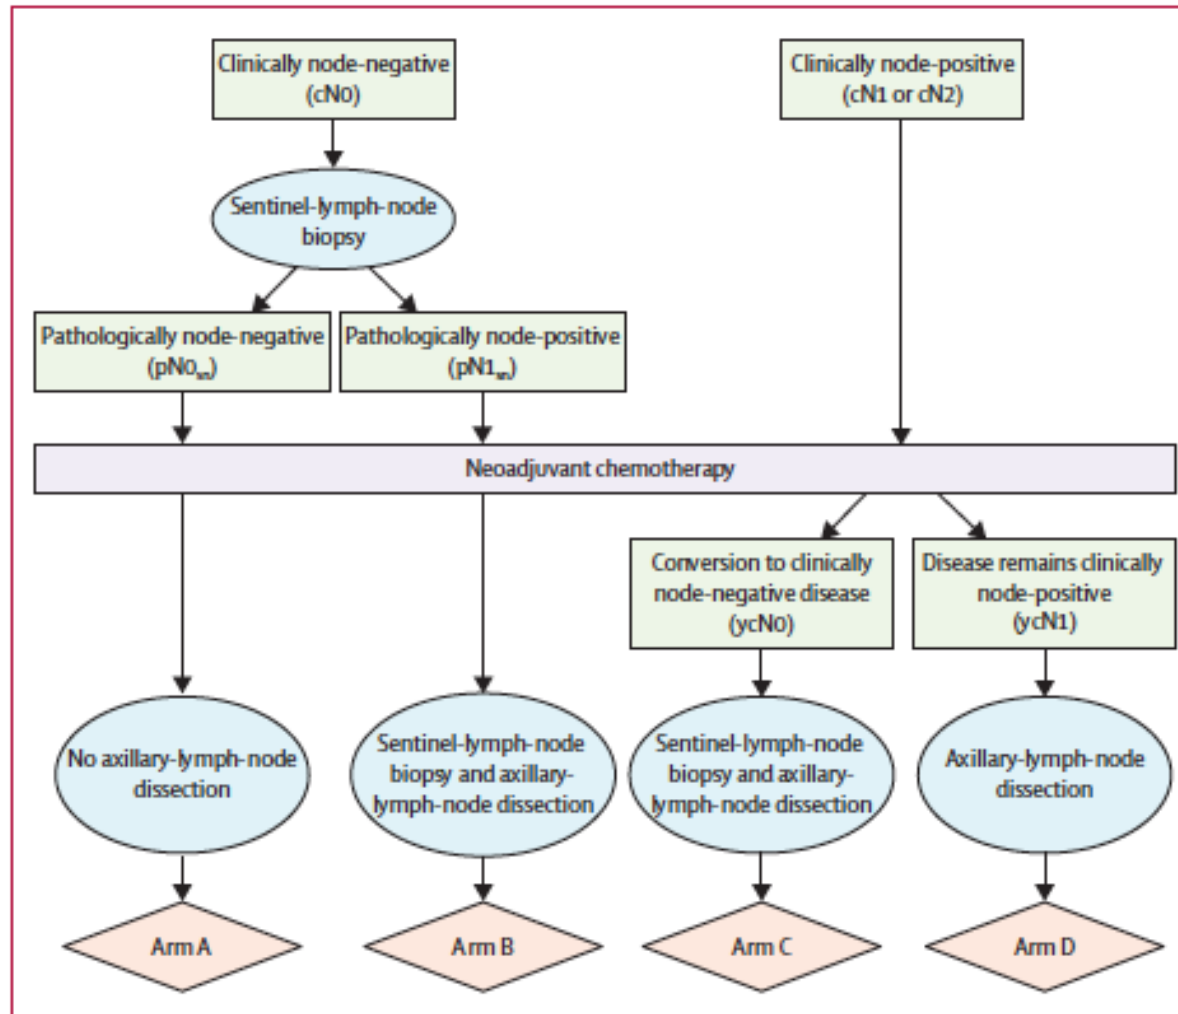 Clinically node-negative
(cN0)
Clinically node-positive
(cN1 or cN2)
Sentinel-lymph-node
biopsy
Pathologically node-negative
(pN0sn)
Pathologically node-positive
(pN1sn)
Neoadjuvant chemotherapy
Conversion to clinically
node-negative disease
(ycN0)
Disease remains clinically
node-positive
(ycN1)
No axillary-lymph-node
dissection
Sentinel-lymph-node
biopsy and axillary-
lymph-node dissection
Sentinel-lymph-node
biopsy and axillary-
lymph-node dissection
Axillary-lymph-node
dissection
Arm A
Arm B
Arm C
Arm D